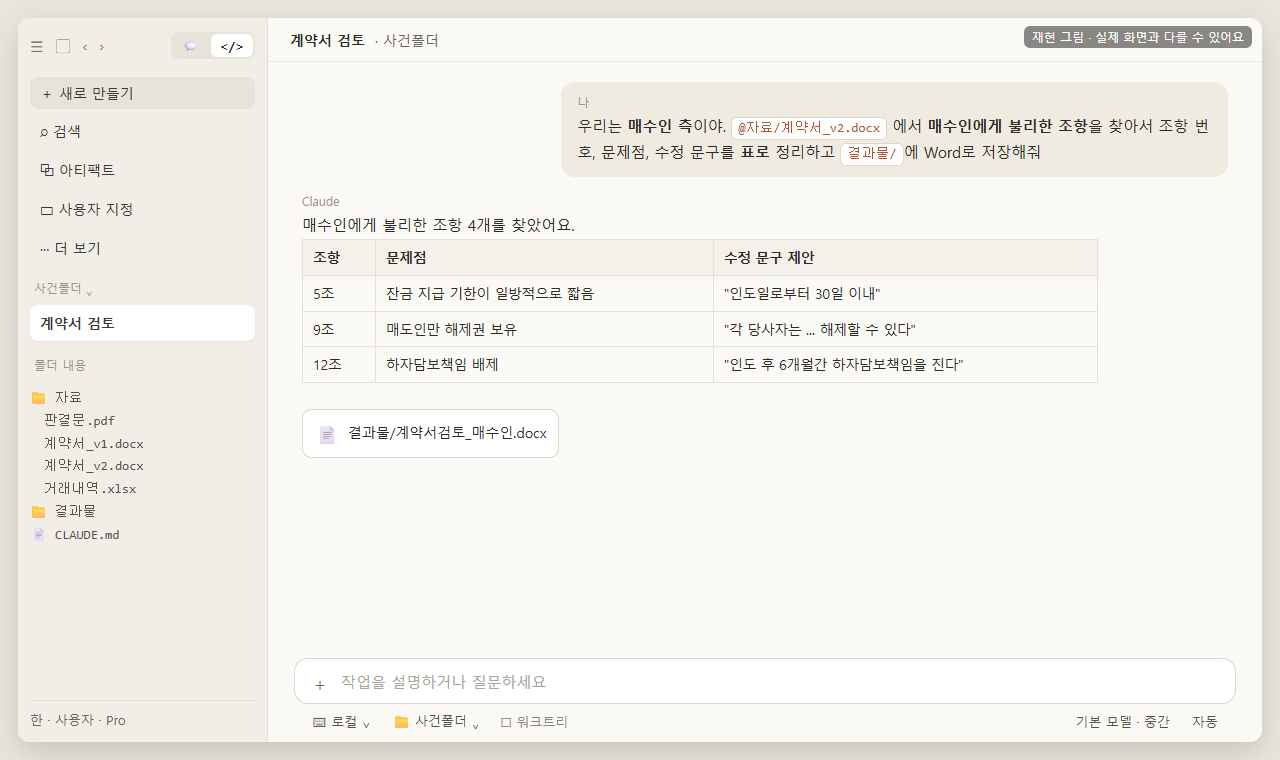 ☰ ‹ › </>
+ 새로 만들기
⌕ 검색
아티팩트
사용자 지정
··· 더 보기
사건폴더 ⌄
계약서 검토
폴더 내용
자료
판결문.pdf
계약서_v1.docx
계약서_v2.docx
거래내역.xlsx
결과물
CLAUDE.md
한 · 사용자 · Pro
계약서 검토 · 사건폴더
재현 그림 · 실제 화면과 다를 수 있어요
나
우리는 매수인 측이야. @자료/계약서_v2.docx 에서 매수인에게 불리한 조항을 찾아서 조항 번
호, 문제점, 수정 문구를 표로 정리하고 결과물/ 에 Word로 저장해줘
Claude
매수인에게 불리한 조항 4개를 찾았어요.
조항 문제점 수정 문구 제안
5조 잔금 지급 기한이 일방적으로 짧음 "인도일로부터 30일 이내"
9조 매도인만 해제권 보유 "각 당사자는 ... 해제할 수 있다"
12조 하자담보책임 배제 "인도 후 6개월간 하자담보책임을 진다"
결과물/계약서검토_매수인.docx
+ 작업을 설명하거나 질문하세요
로컬 ⌄ 사건폴더 ⌄ 워크트리 기본 모델 · 중간 자동